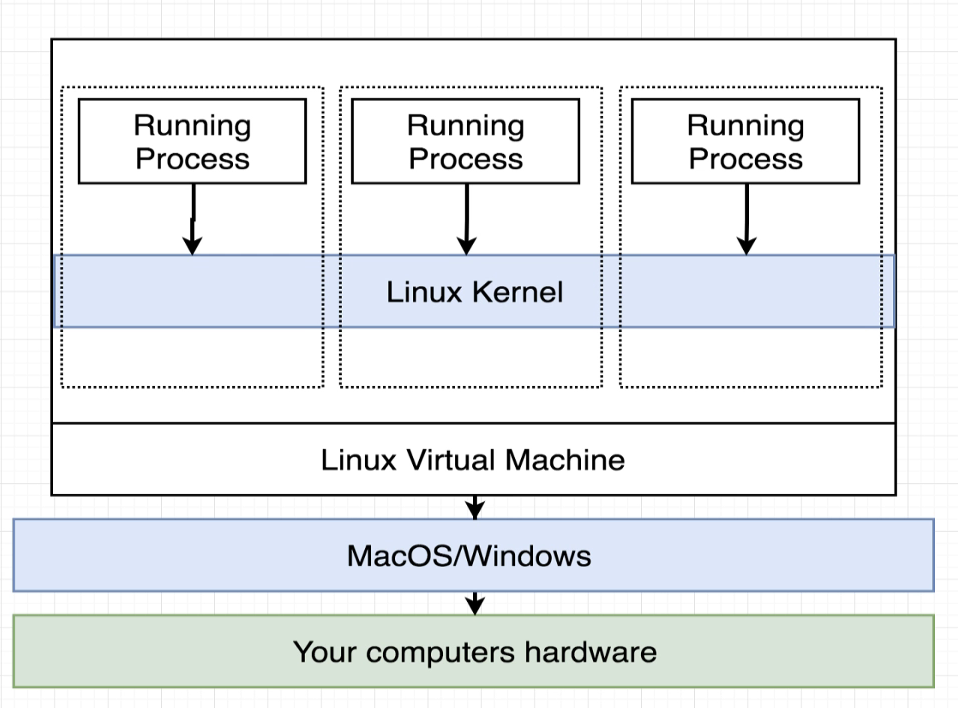 Running
Process
Running
Process
Running
Process
Linux Kernel
Linux Virtual Machine
MacOS/Windows
Your computers hardware